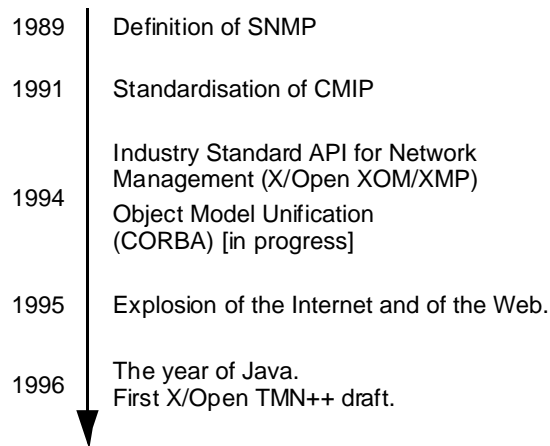 1989 Definition of SNMP
1991 Standardisation of CMIP
1994
Industry Standard API for Network
Management (X/Open XOM/XMP)
Object Model Unification
(CORBA) [in progress]
1995 Explosion of the Internet and of the Web.
1996
The year of Java.
First X/Open TMN++ draft.